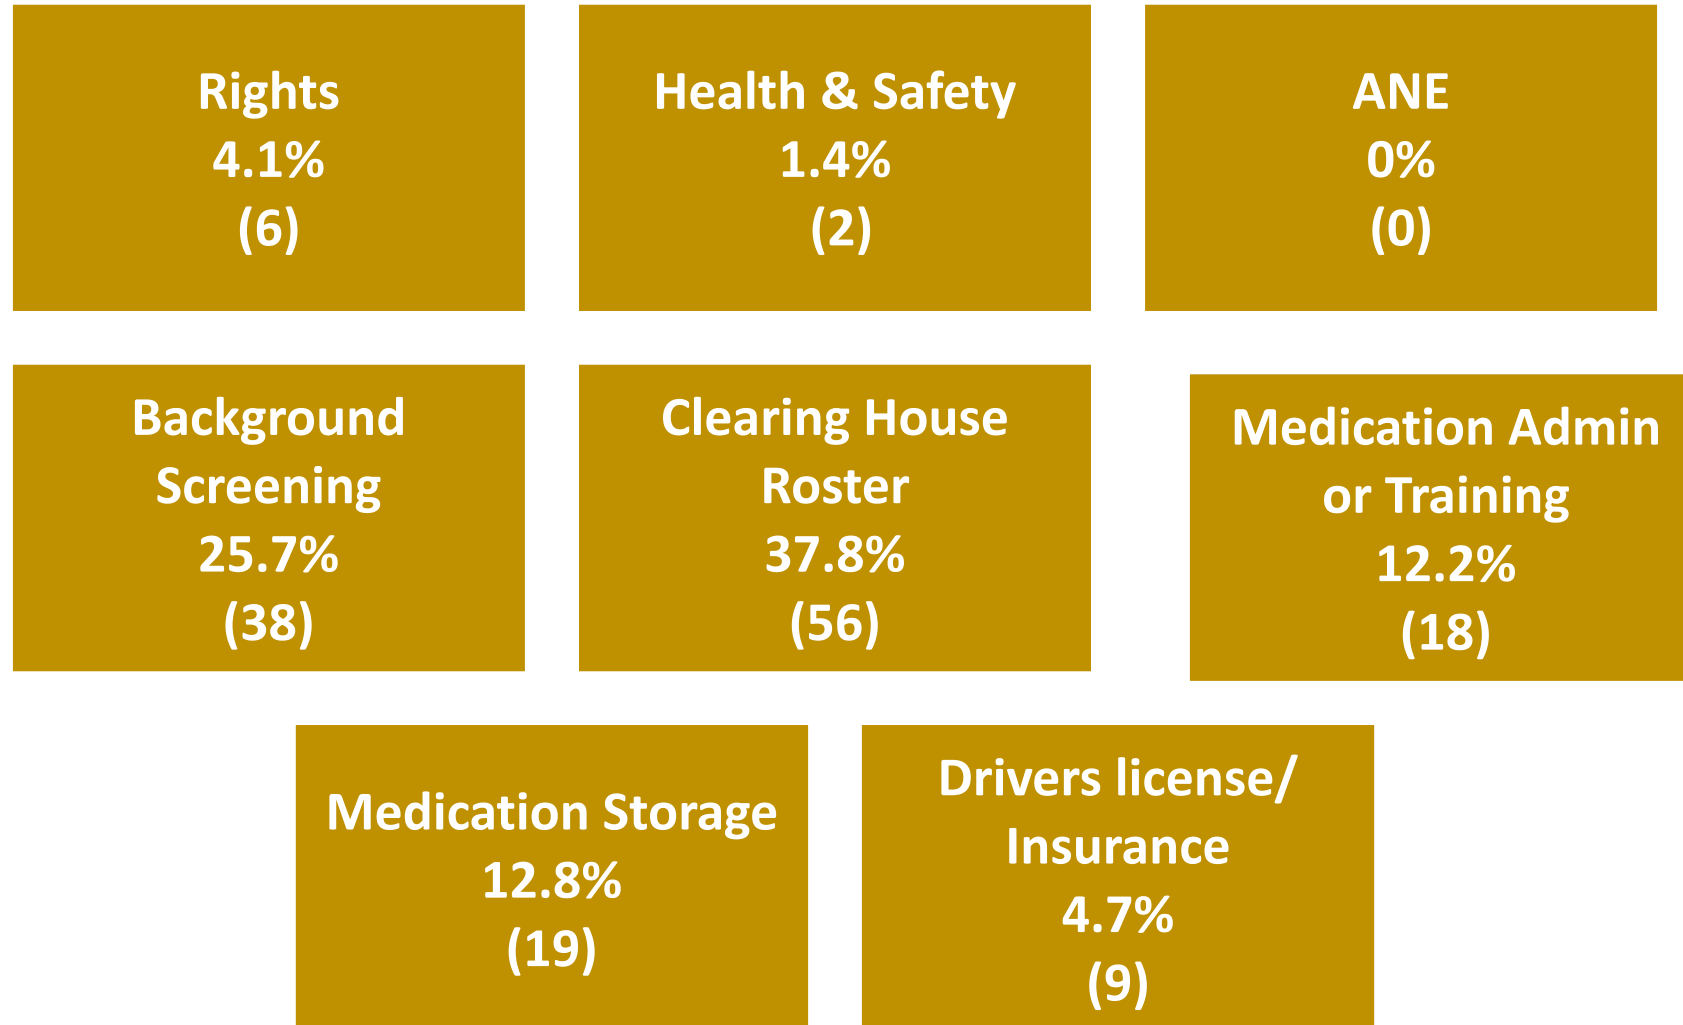 Rights
4.1%
(6)
Health & Safety
1.4%
(2)
ANE
0%
(0)
Background
Screening
25.7%
(38)
Clearing House
Roster
37.8%
(56)
Medication Admin
or Training
12.2%
(18)
Medication Storage
12.8%
(19)
Drivers license/
Insurance
4.7%
(9)